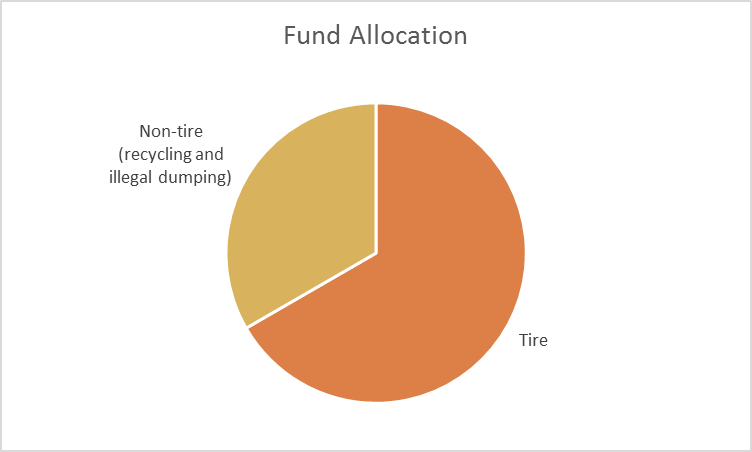 Fund Allocation
Non-tire
(recycling and
illegal dumping)
Tire